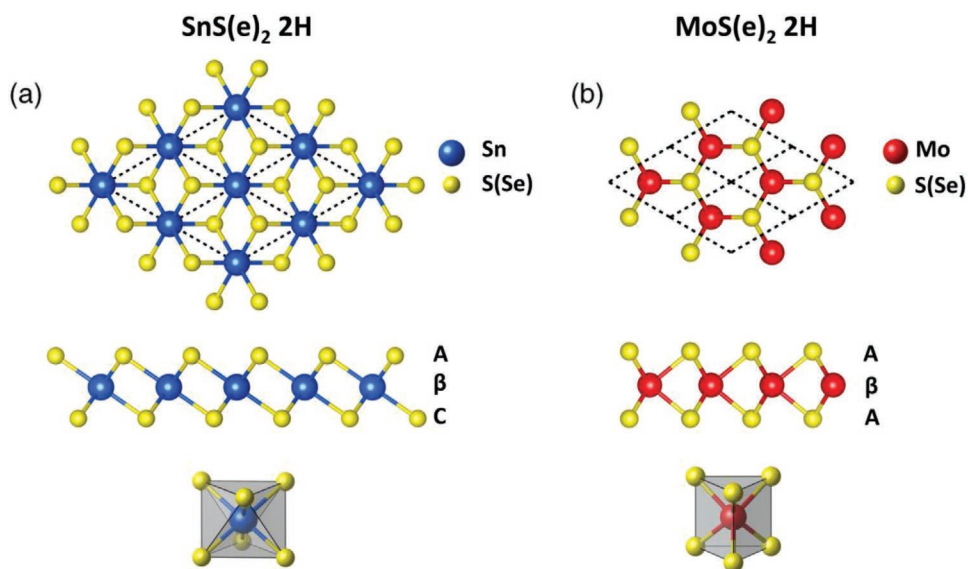 SnS(e)₂ 2H
MoS(e)₂ 2H
(a)
(b)
Sn
S(Se)
Mo
S(Se)
A
β
C
A
β
A